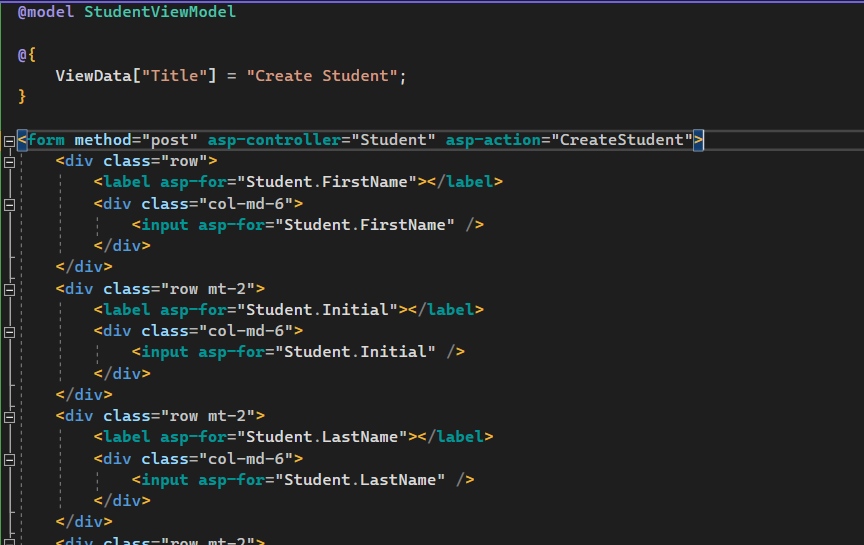 @model StudentViewModel
@{
ViewData["Title"] = "Create Student";
}
<form method="post" asp-controller="Student" asp-action="CreateStudent">
<div class="row">
<label asp-for="Student.FirstName"></label>
<div class="col-md-6">
<input asp-for="Student.FirstName" />
</div>
</div>
<div class="row mt-2">
<label asp-for="Student.Initial"></label>
<div class="col-md-6">
<input asp-for="Student.Initial" />
</div>
</div>
<div class="row mt-2">
<label asp-for="Student.LastName"></label>
<div class="col-md-6">
<input asp-for="Student.LastName" />
</div>
</div>
<div class="row mt-2">